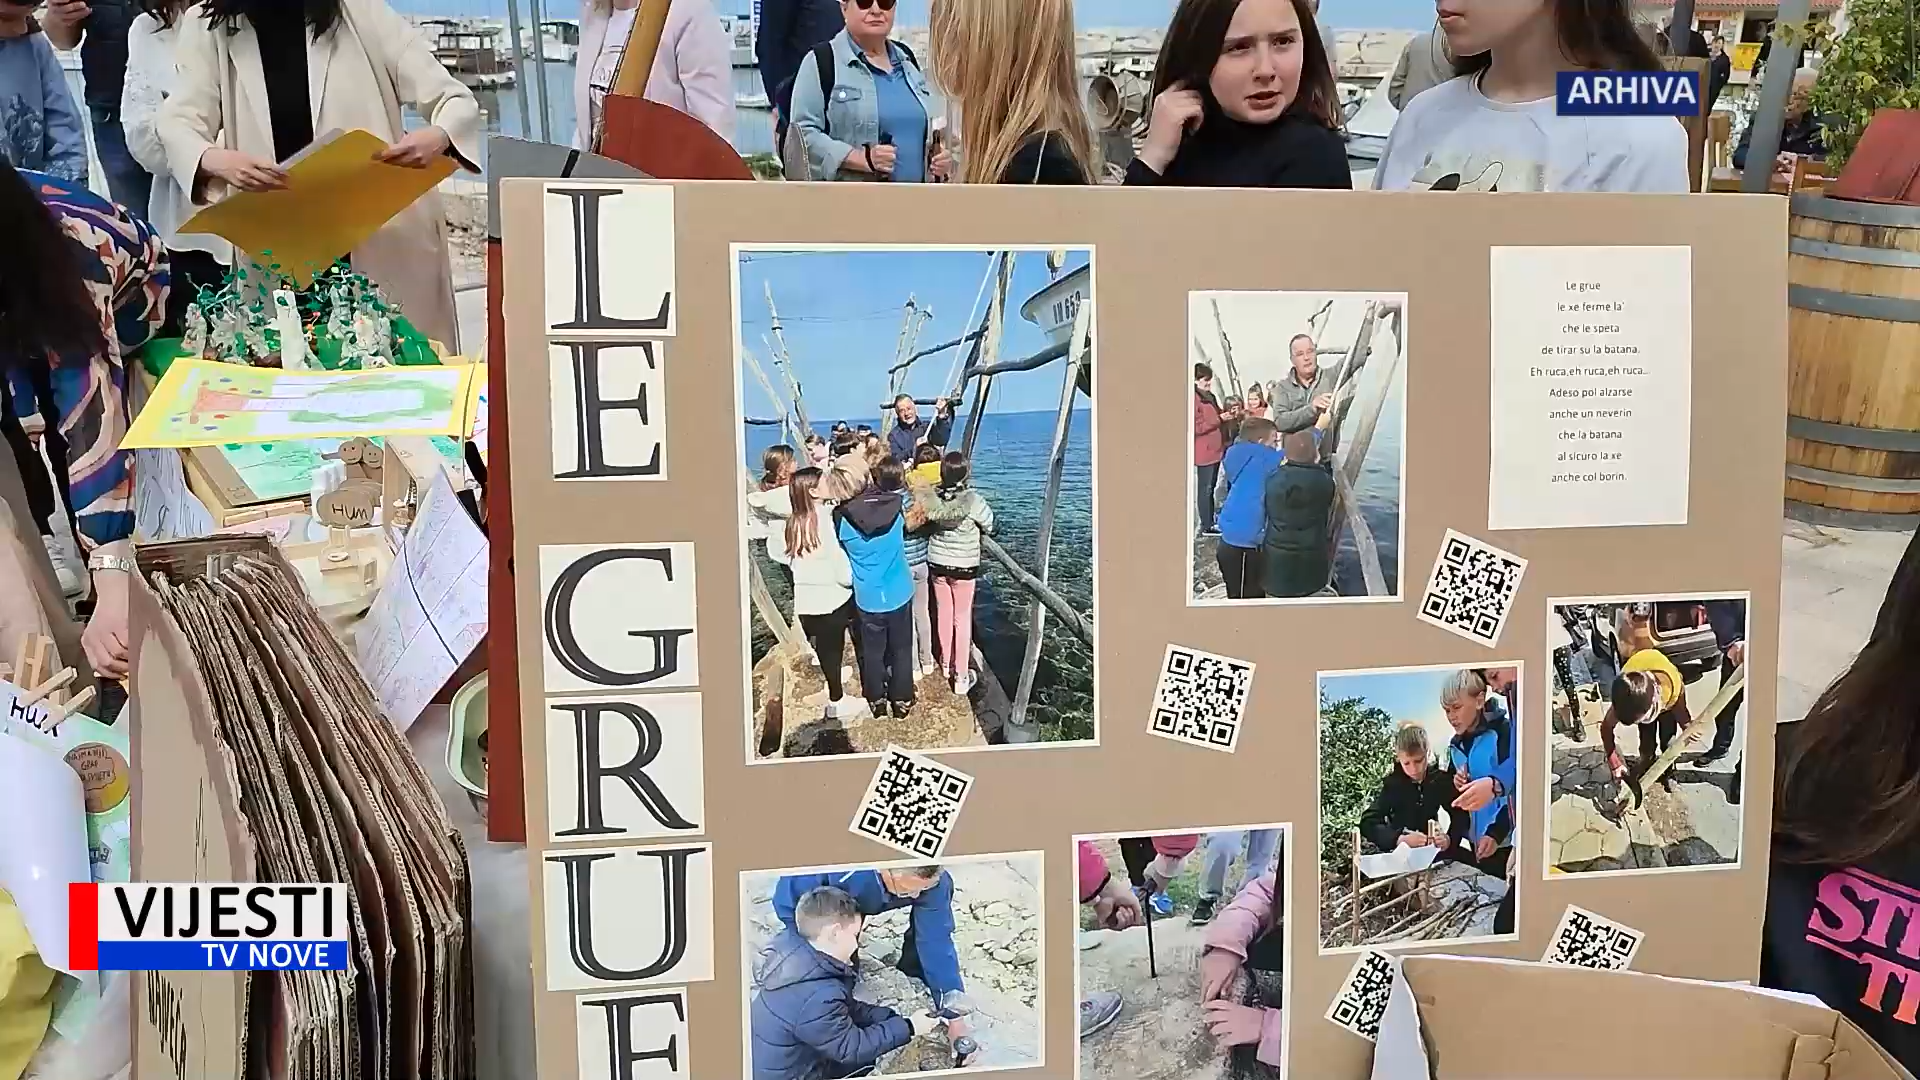 ARHIVA
LE
GRUE
Le grue
le xe ferme la'
che le speta
de tirar su la batana.
Eh ruca,eh ruca,eh ruca...
Adeso pol alzarse
anche un neverin
che la batana
al sicuro la xe
anche col borin.
HUM
HUM
VIJESTI
TV NOVE